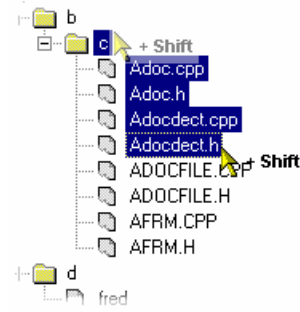 b
c + Shift
Adoc.cpp
Adoc.h
Adocdect.cpp
Adocdect.h + Shift
ADOCFILE.CPP
ADOCFILE.H
AFRM.CPP
AFRM.H
d
fred